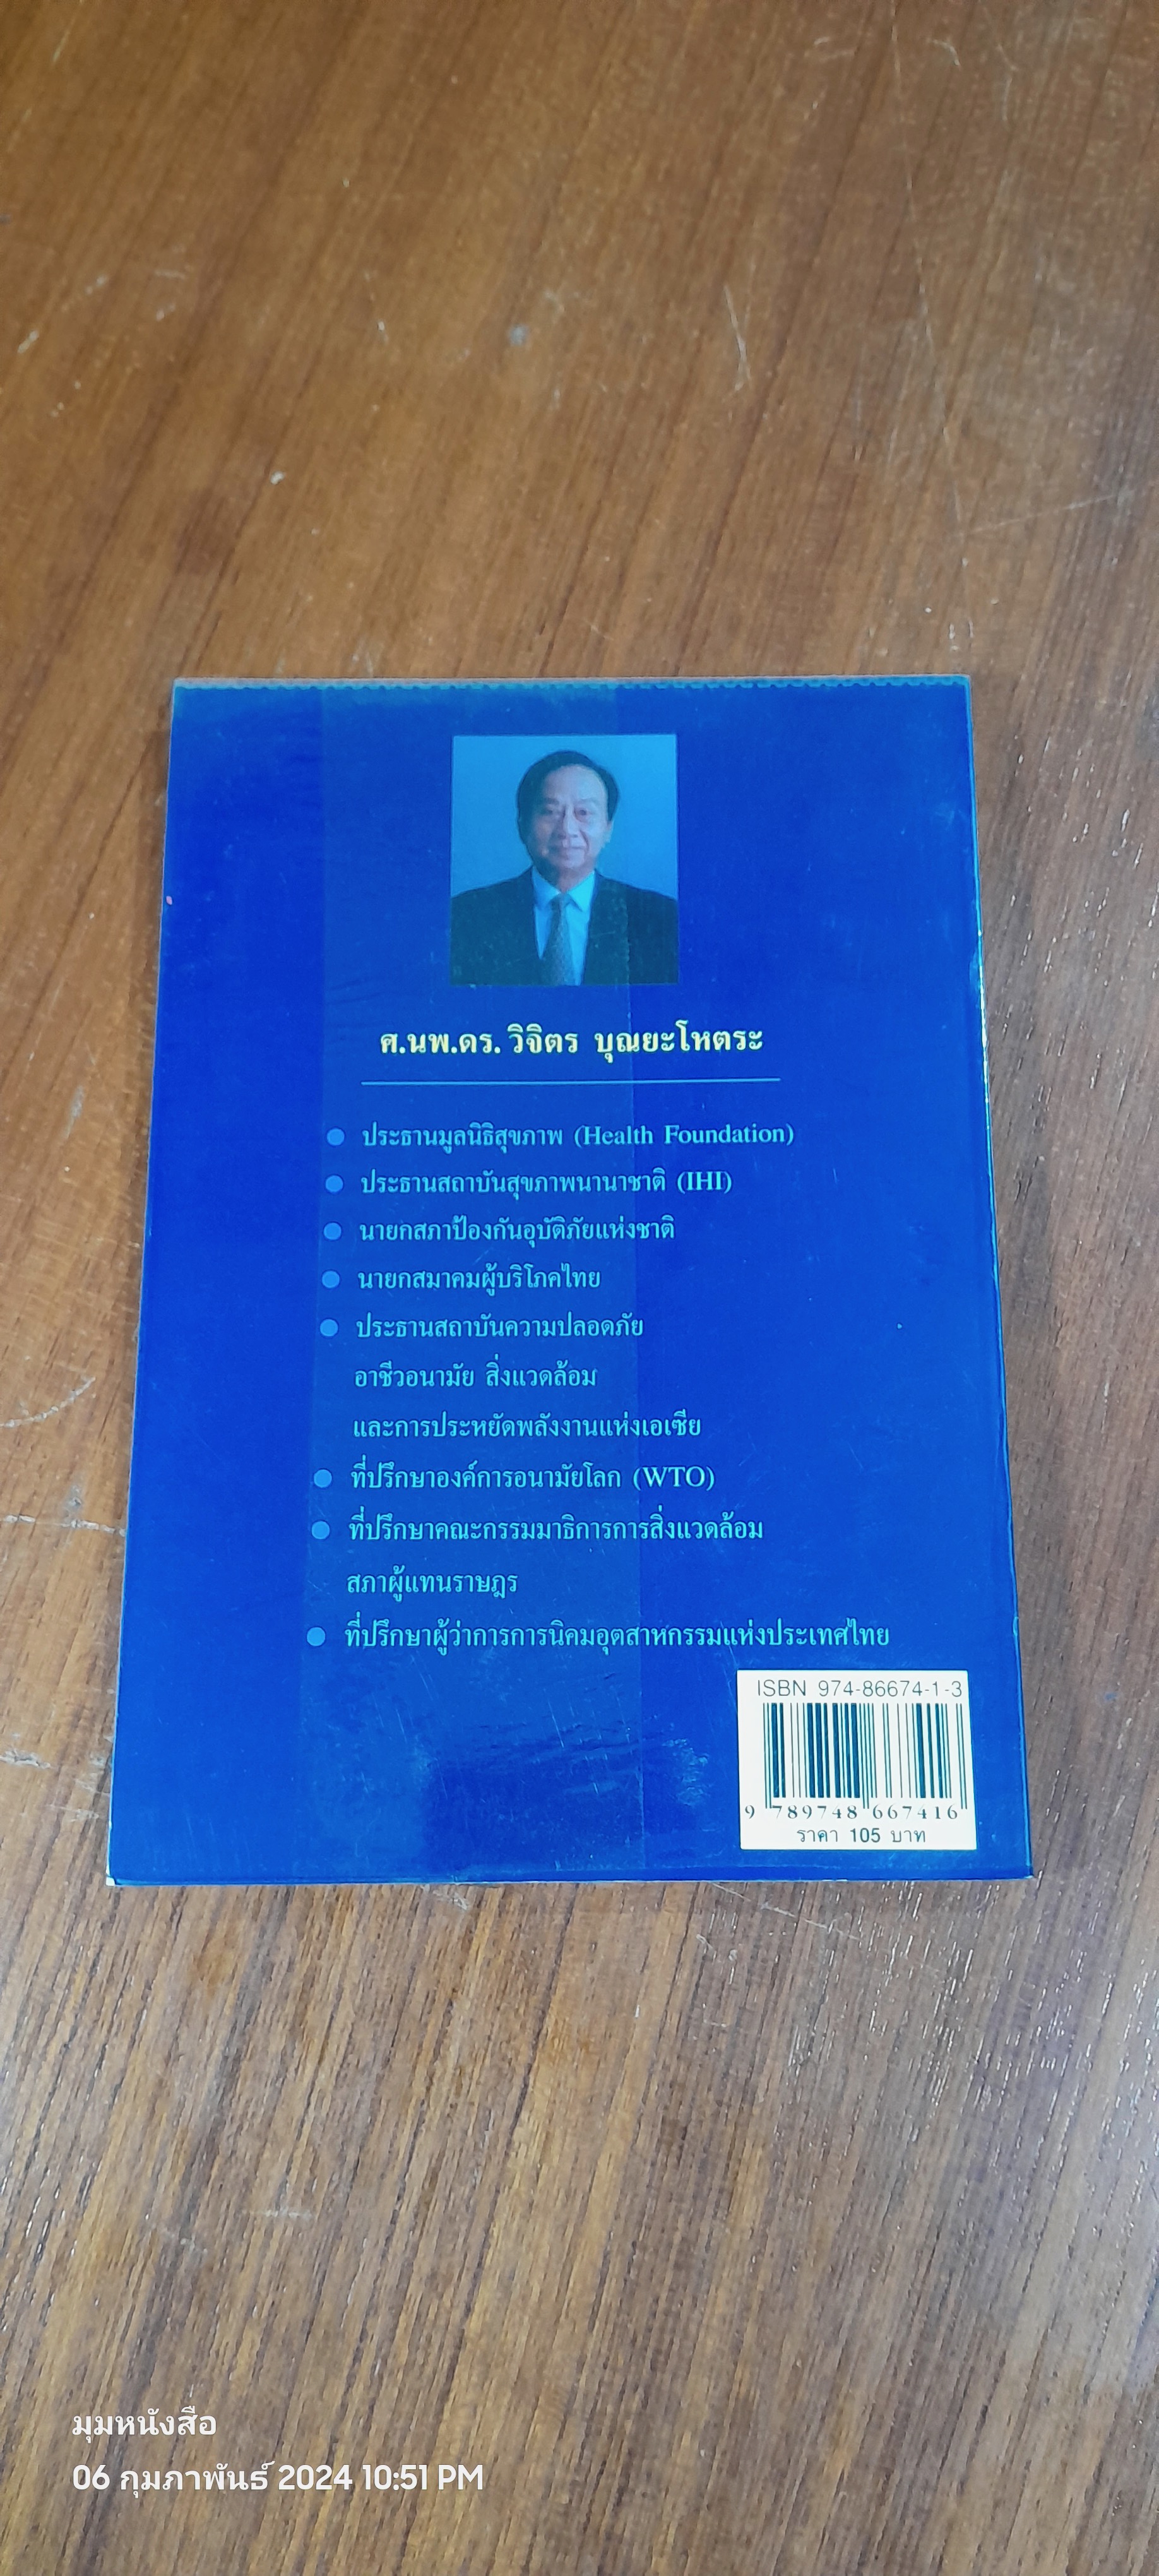 ศ.นพ.ดร. วิจิตร บุณยะโหตระ
ประธานมูลนิธิสุขภาพ (Health Foundation)
ประธานสถาบันสุขภาพนานาชาติ (IHI)
นายกสภาป้องกันอุบัติภัยแห่งชาติ
นายกสมาคมผู้บริโภคไทย
ประธานสถาบันความปลอดภัย
อาชีวอนามัย สิ่งแวดล้อม
และการประหยัดพลังงานแห่งเอเซีย
ที่ปรึกษาองค์การอนามัยโลก (WTO)
ที่ปรึกษาคณะกรรมมาธิการการสิ่งแวดล้อม
สภาผู้แทนราษฎร
ที่ปรึกษาผู้ว่าการการนิคมอุตสาหกรรมแห่งประเทศไทย
ISBN 974-86674-1-3
9 789748 667416
ราคา 105 บาท
มุมหนังสือ
06 กุมภาพันธ์ 2024 10:51 PM